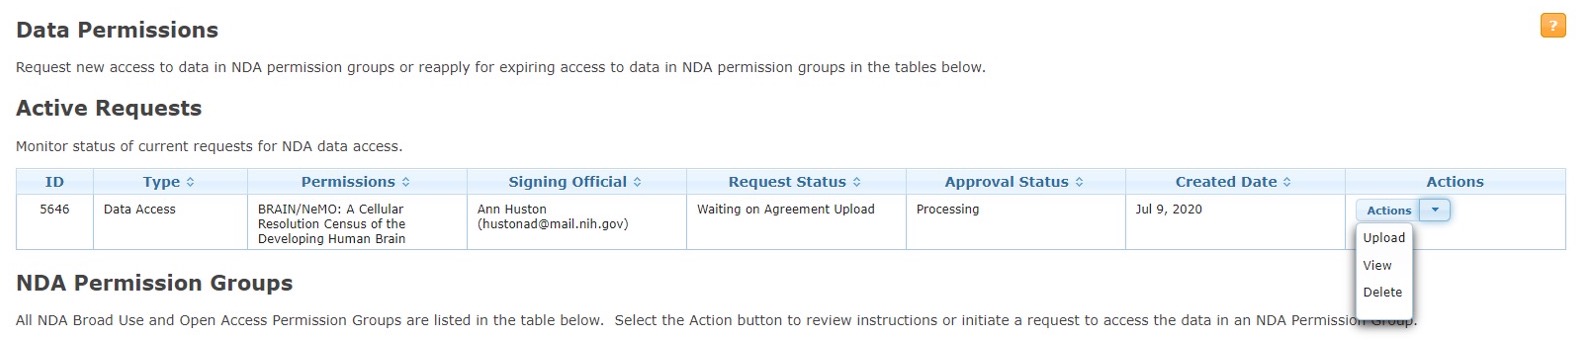 Data Permissions
?
Request new access to data in NDA permission groups or reapply for expiring access to data in NDA permission groups in the tables below.
Active Requests
Monitor status of current requests for NDA data access.
ID Type Permissions Signing Official Request Status Approval Status Created Date Actions
5646 Data Access BRAIN/NeMO: A Cellular Ann Huston Waiting on Agreement Upload Processing Jul 9, 2020 Actions
Resolution Census of the (hustonad@mail.nih.gov)
Developing Human Brain
Upload
View
Delete
NDA Permission Groups
All NDA Broad Use and Open Access Permission Groups are listed in the table below. Select the Action button to review instructions or initiate a request to access the data in an NDA Permission Group.